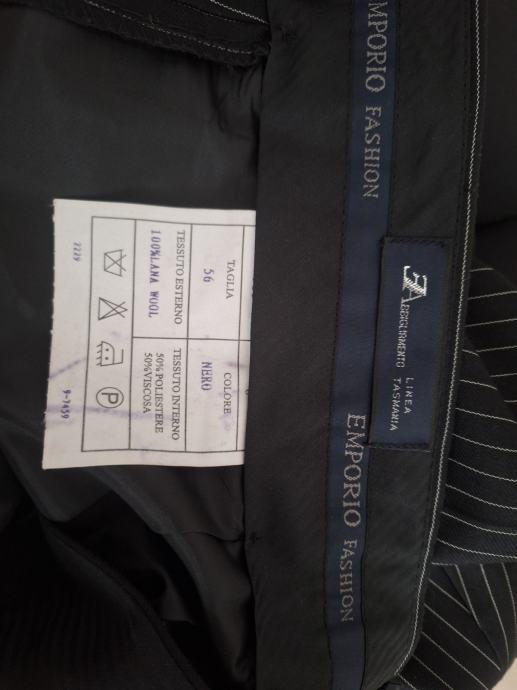 EMPORIO FASHION
ABBIGLIAMENTO
LINEA
TASMANIA
EMPORIO FASHION
TAGLIA
56
COLORE
NERO
TESSUTO ESTERNO
100%LANA WOOL
TESSUTO INTERNO
50%POLIESTERE
50%VISCOSA
P
2229
9-7459